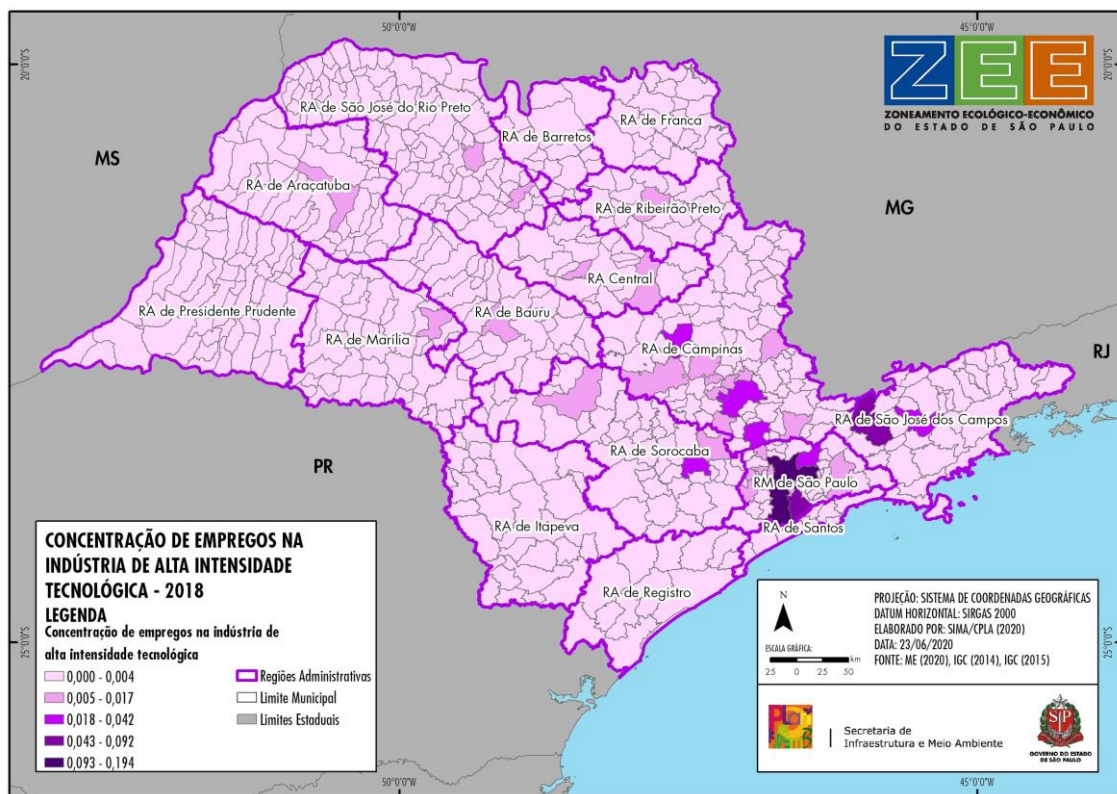 50°0'0"W
45°0'0"W
20°0'0"S
20°0'0"S
ZEE
ZONEAMENTO ECOLÓGICO-ECONÔMICO
DO ESTADO DE SÃO PAULO
RA de São José do Rio Preto
RA de Barretos
RA de Franca
MS
MG
RA de Araçatuba
RA de Ribeirão Preto
RA Central
RA de Presidente Prudente
RA de Bauru
RA de Marília
RA de Campinas
RJ
RA de São José dos Campos
RA de Sorocaba
PR
RM de São Paulo
RA de Itapeva
RA de Santos
RA de Registro
CONCENTRAÇÃO DE EMPREGOS NA
INDÚSTRIA DE ALTA INTENSIDADE
TECNOLÓGICA - 2018
LEGENDA
Concentração de empregos na indústria de
alta intensidade tecnológica
0,000 - 0,004
0,005 - 0,017
0,018 - 0,042
0,043 - 0,092
0,093 - 0,194
Regiões Administrativas
Limite Municipal
Limites Estaduais
N
ESCALA GRÁFICA:
25 0 25 50 km
PROJEÇÃO: SISTEMA DE COORDENADAS GEOGRÁFICAS
DATUM HORIZONTAL: SIRGAS 2000
ELABORADO POR: SIMA/CPLA (2020)
DATA: 23/06/2020
FONTE: ME (2020), IGC (2014), IGC (2015)
Secretaria de
Infraestrutura e Meio Ambiente
GOVERNO DO ESTADO
DE SÃO PAULO
25°0'0"S
25°0'0"S
50°0'0"W
45°0'0"W